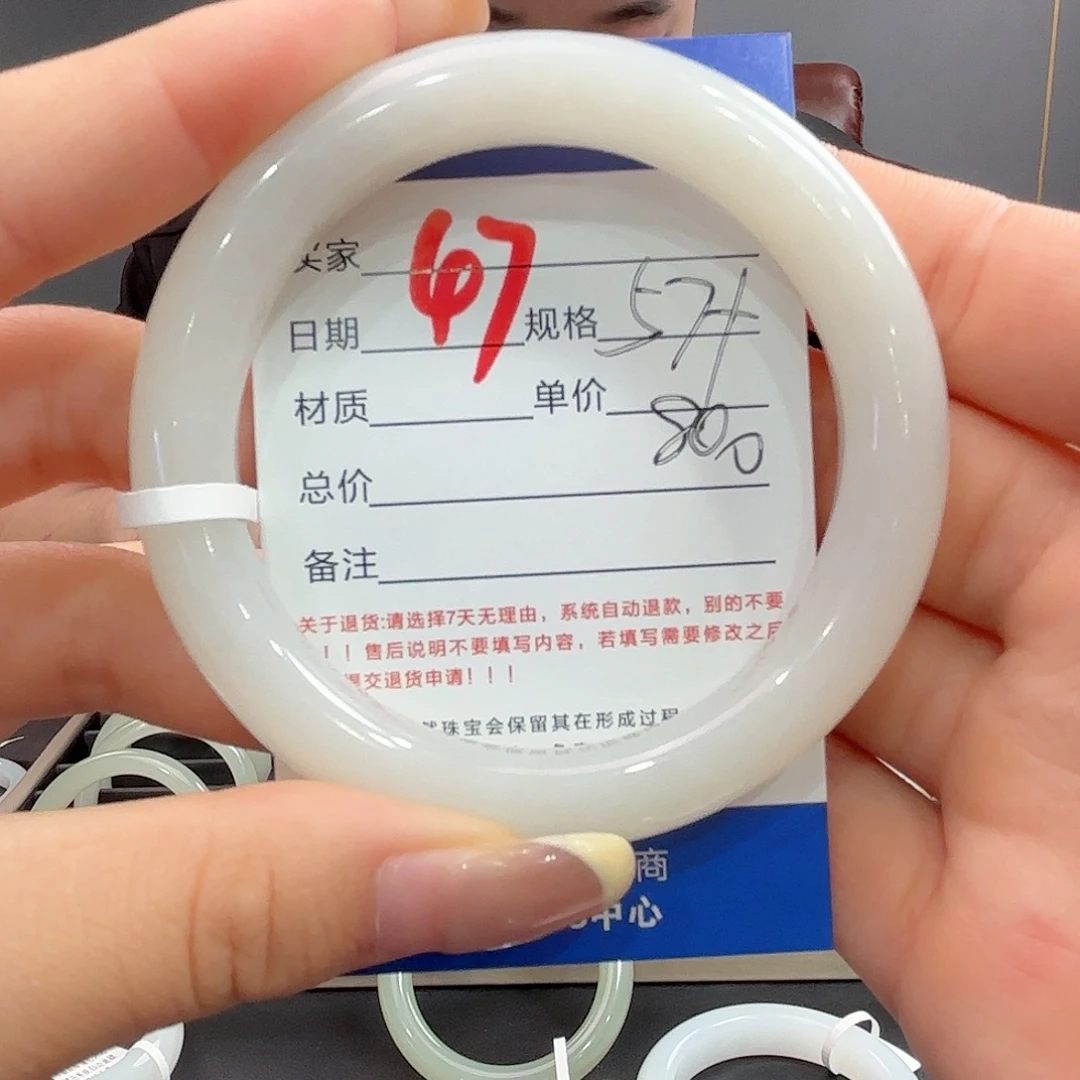 买家
67
日期 规格 57+
材质 单价 800
总价
备注
关于退货:请选择7天无理由，系统自动退款，别的不要
！！售后说明不要填写内容，若填写需要修改之后
提交退货申请！！！
珠宝会保留其在形成过程
商
中心